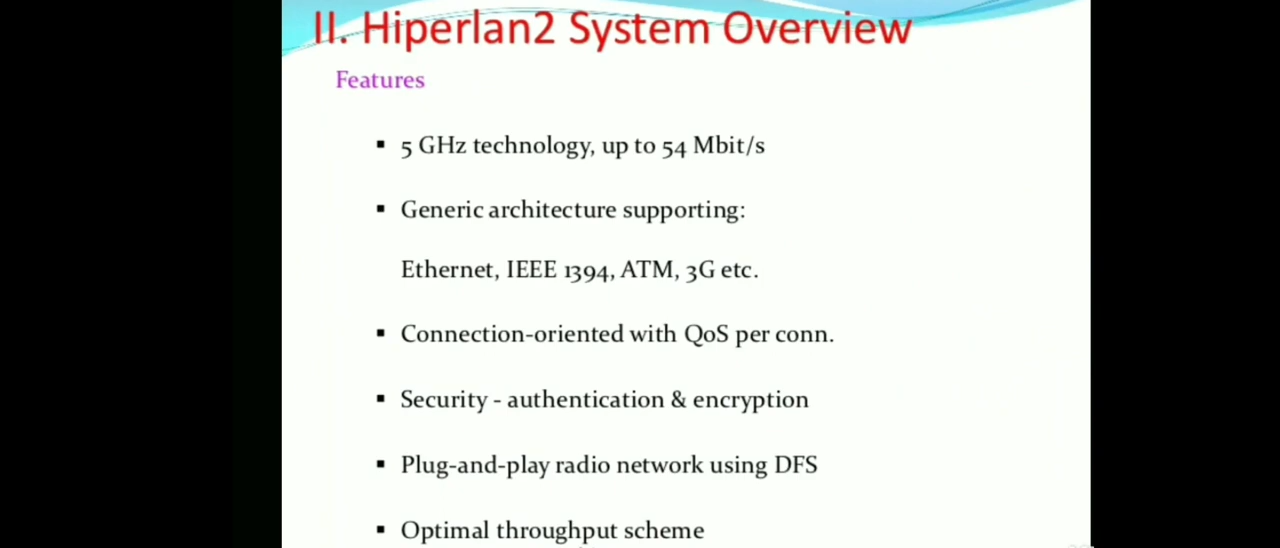 II. Hiperlan2 System Overview
Features
▪ 5 GHz technology, up to 54 Mbit/s
▪ Generic architecture supporting:
Ethernet, IEEE 1394, ATM, 3G etc.
▪ Connection-oriented with QoS per conn.
▪ Security - authentication & encryption
▪ Plug-and-play radio network using DFS
▪ Optimal throughput scheme